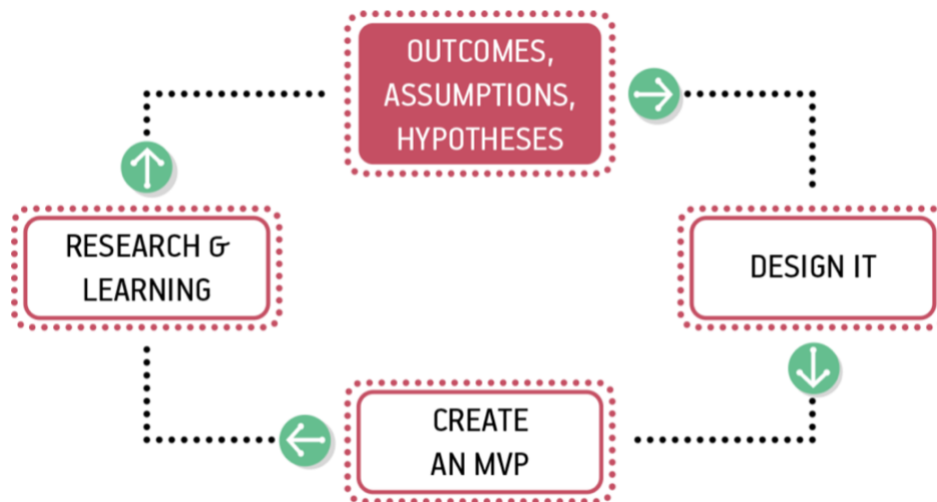 OUTCOMES,
ASSUMPTIONS,
HYPOTHESES
RESEARCH &
LEARNING
DESIGN IT
CREATE
AN MVP